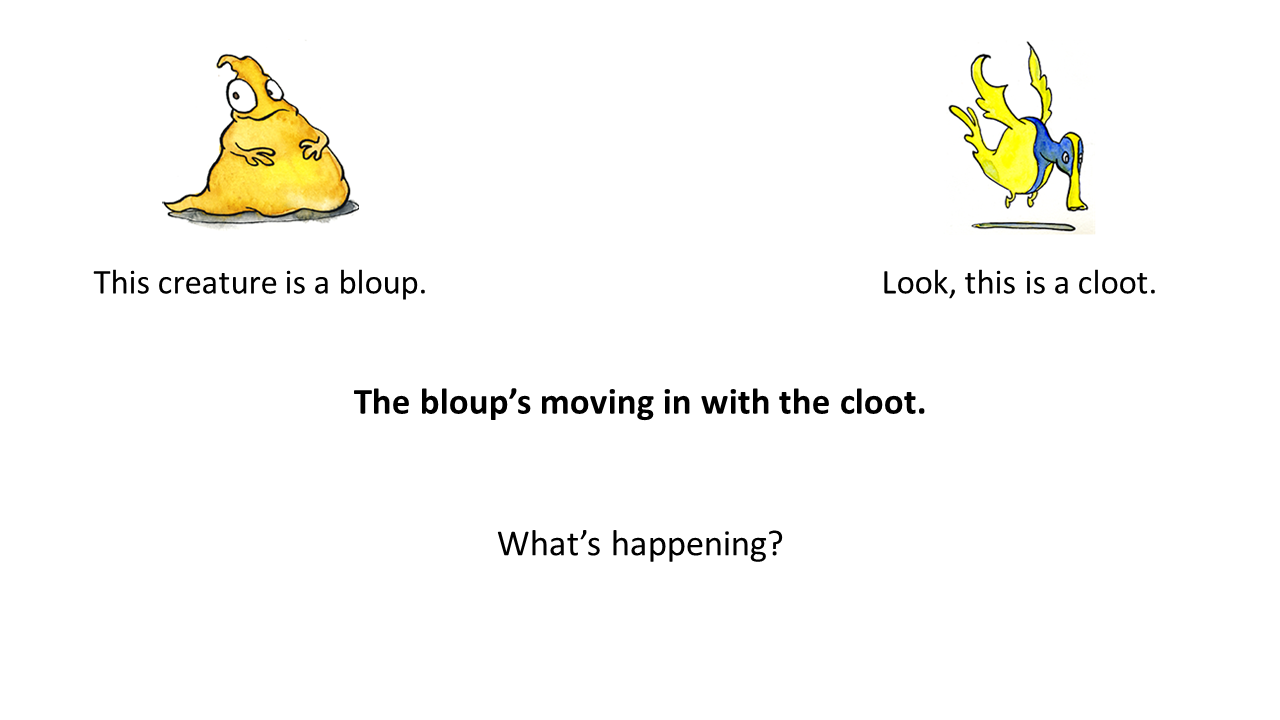 This creature is a bloup.
Look, this is a cloot.
The bloup’s moving in with the cloot.
What’s happening?